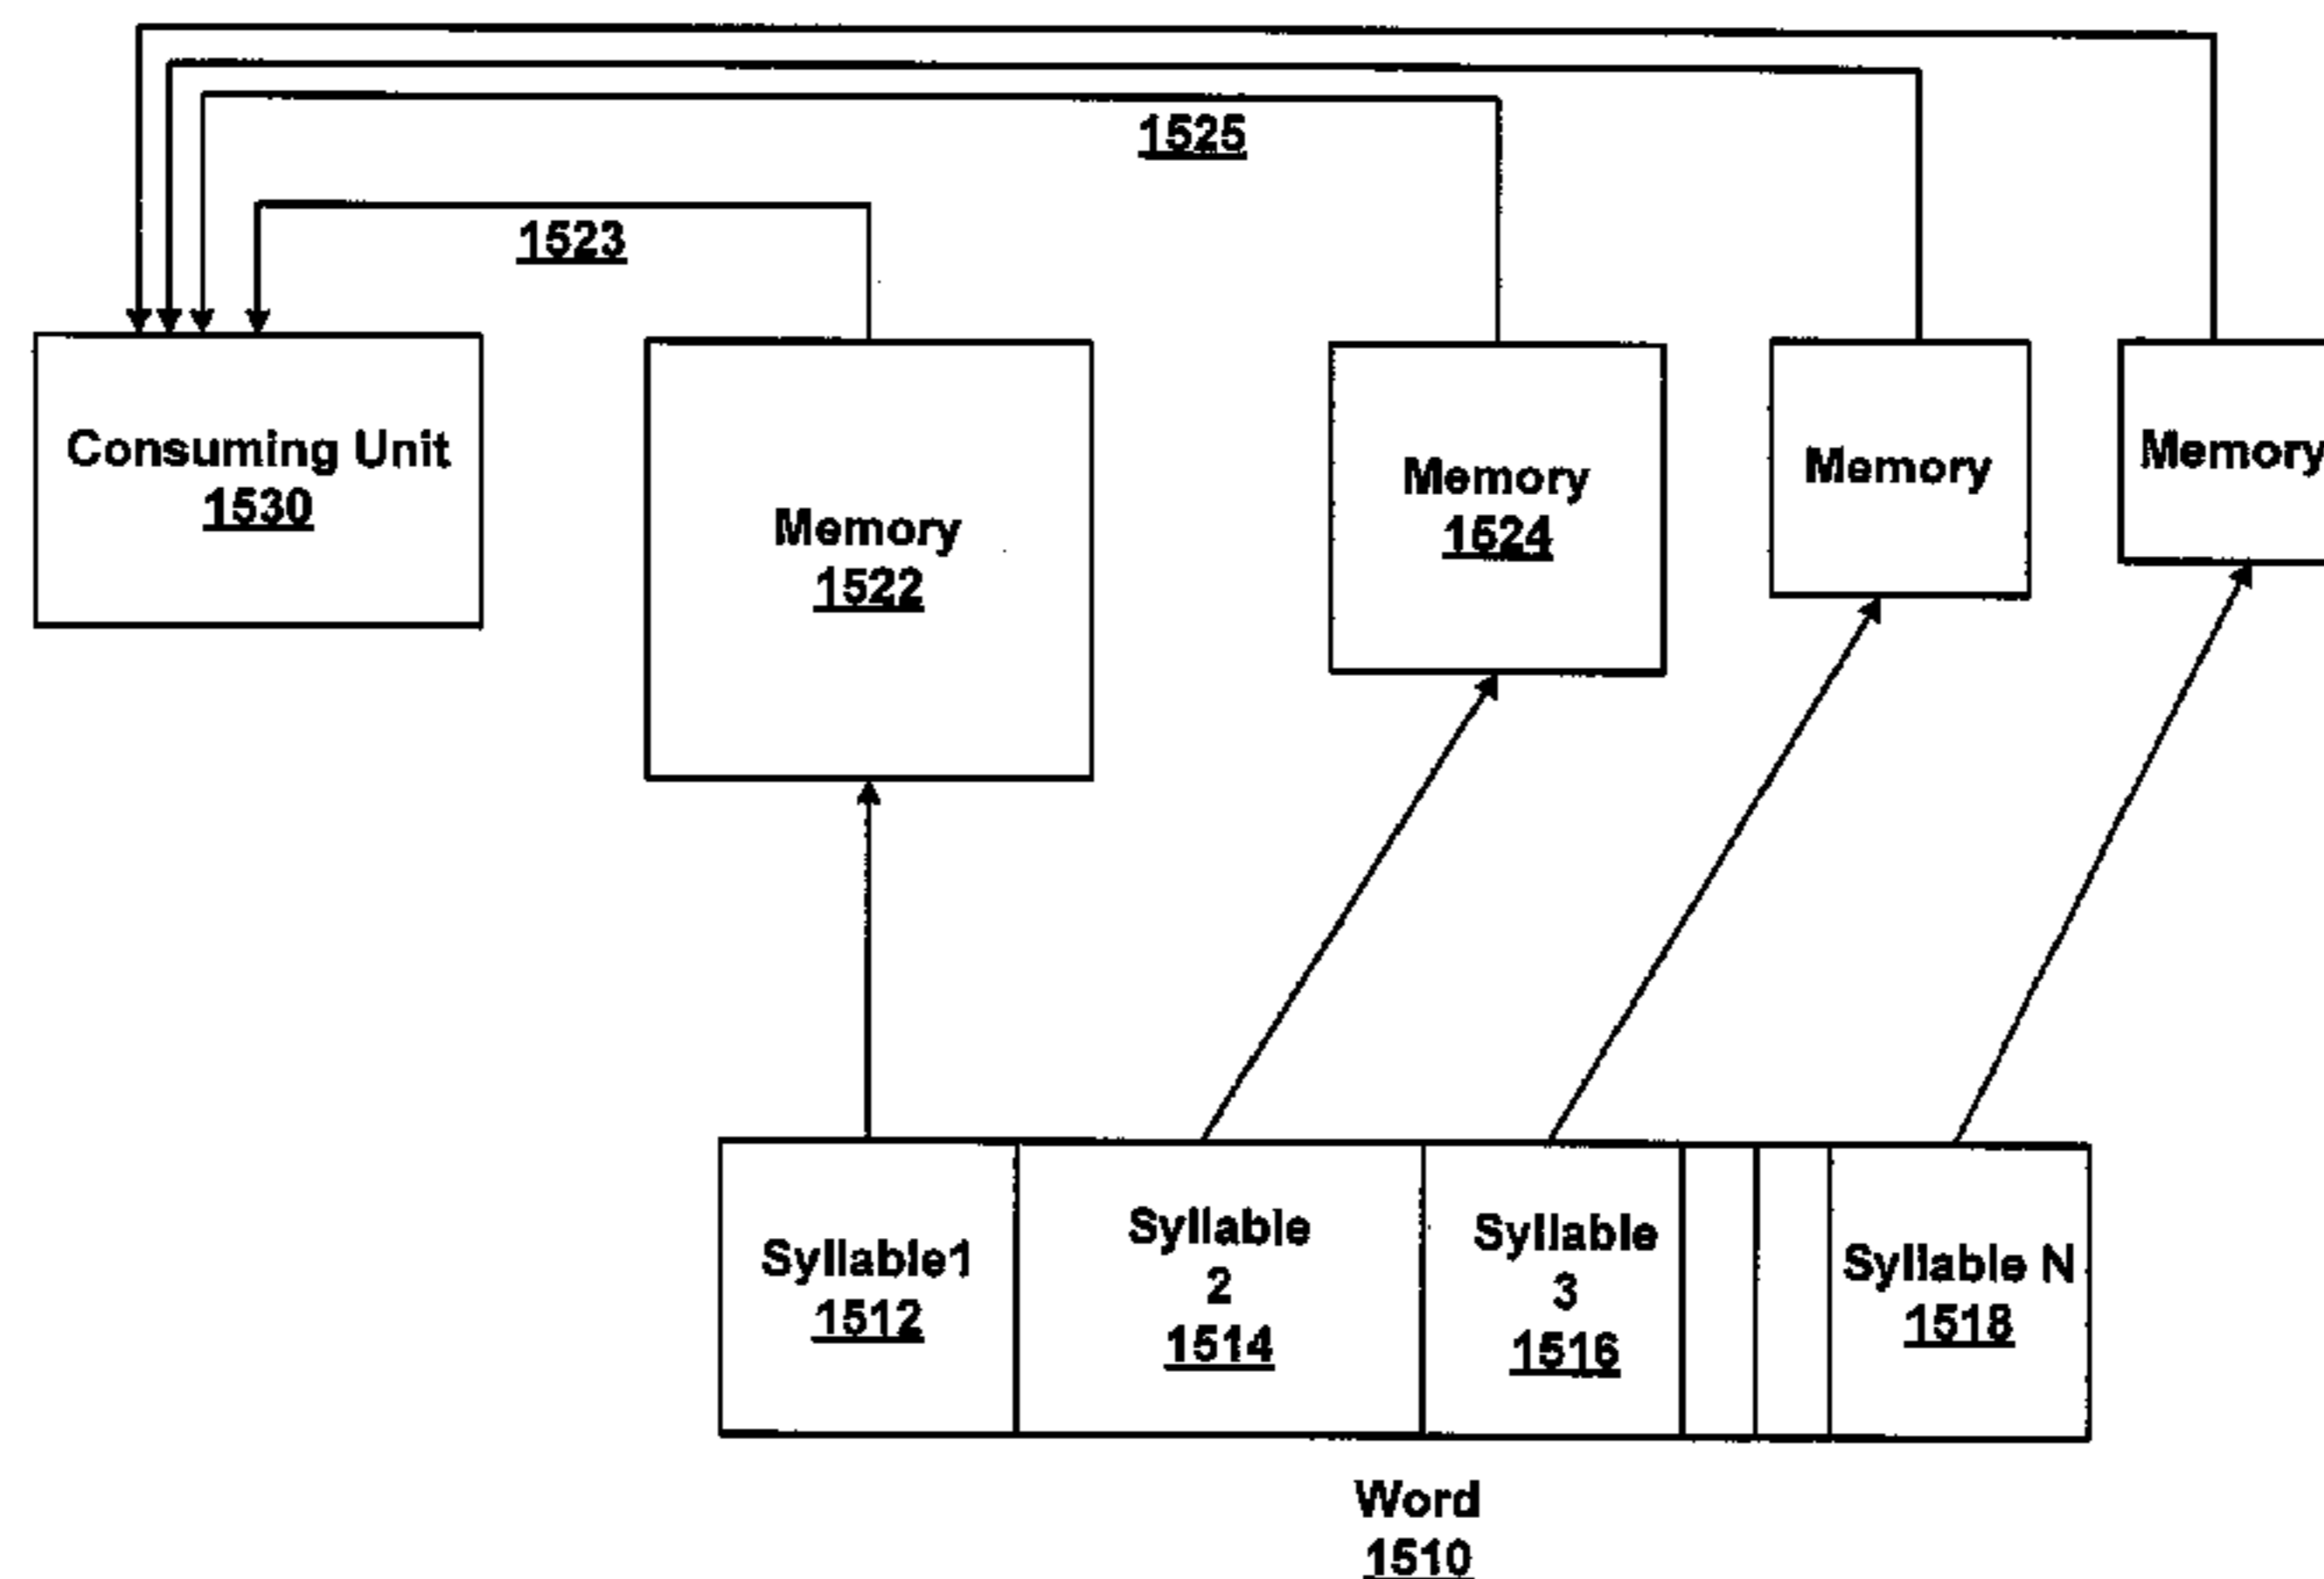 1525
1523
Consuming Unit
1530
Memory
1522
Memory
1524
Memory
Memory
Syllable1
1512
Syllable
2
1514
Syllable
3
1516
Syllable N
1518
Word
1510